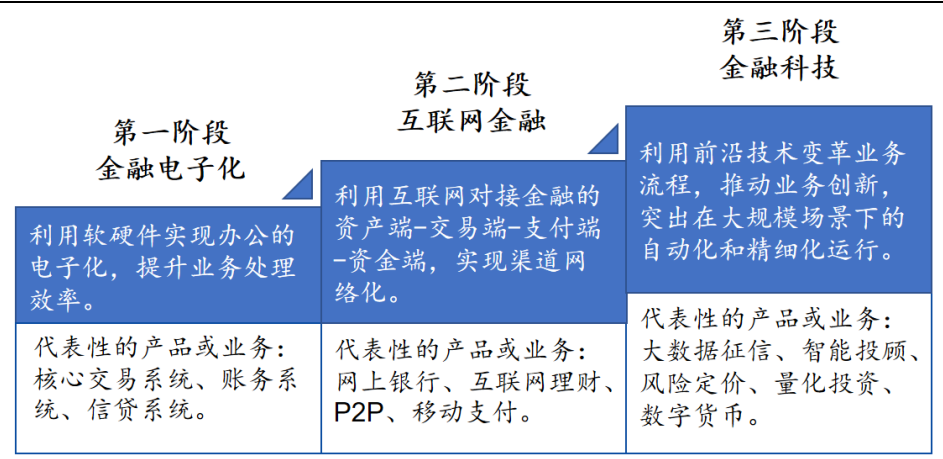 第一阶段
金融电子化
利用软硬件实现办公的
电子化，提升业务处理
效率。
代表性的产品或业务：
核心交易系统、账务系
统、信贷系统。
第二阶段
互联网金融
利用互联网对接金融的
资产端-交易端-支付端
-资金端，实现渠道网
络化。
代表性的产品或业务：
网上银行、互联网理财、
P2P、移动支付。
第三阶段
金融科技
利用前沿技术变革业务
流程，推动业务创新，
突出在大规模场景下的
自动化和精细化运行。
代表性的产品或业务：
大数据征信、智能投顾、
风险定价、量化投资、
数字货币。